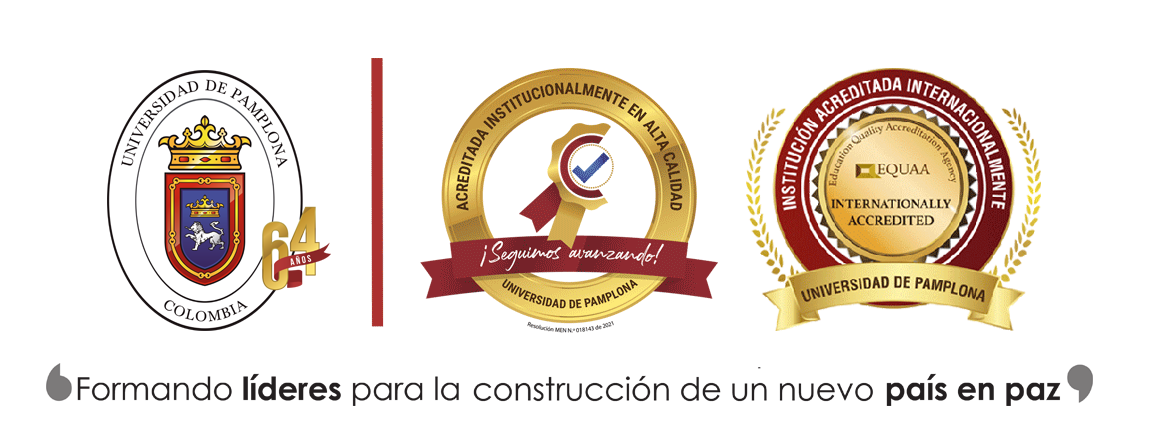 UNIVERSIDAD DE PAMPLONA
COLOMBIA
64
AÑOS
ACREDITADA INSTITUCIONALMENTE EN ALTA CALIDAD
¡Seguimos avanzando!
UNIVERSIDAD DE PAMPLONA
Resolución MEN N.º 018143 de 2021
INSTITUCIÓN ACREDITADA INTERNACIONALMENTE
Education Quality Accreditation Agency
EQUAA
INTERNATIONALLY
ACCREDITED
UNIVERSIDAD DE PAMPLONA
❛Formando líderes para la construcción de un nuevo país en paz❜